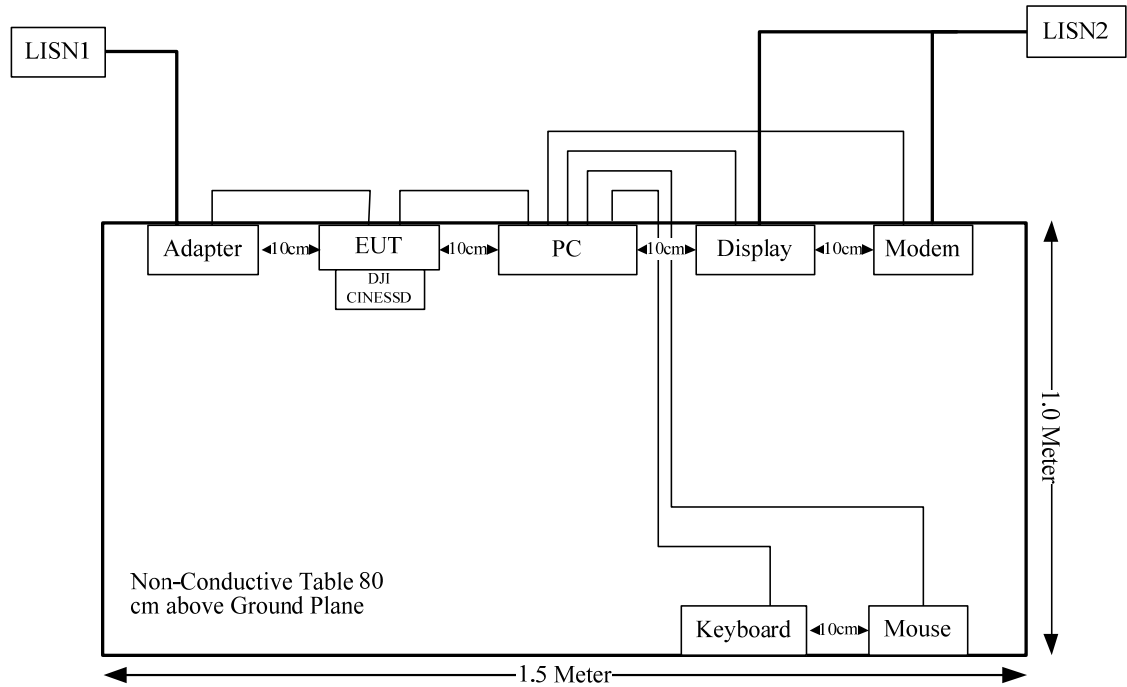 LISN1
LISN2
Adapter
10cm
EUT
10cm
PC
10cm
Display
10cm
Modem
DJI
CINESSD
1.0 Meter
Non-Conductive Table 80
cm above Ground Plane
Keyboard
10cm
Mouse
1.5 Meter